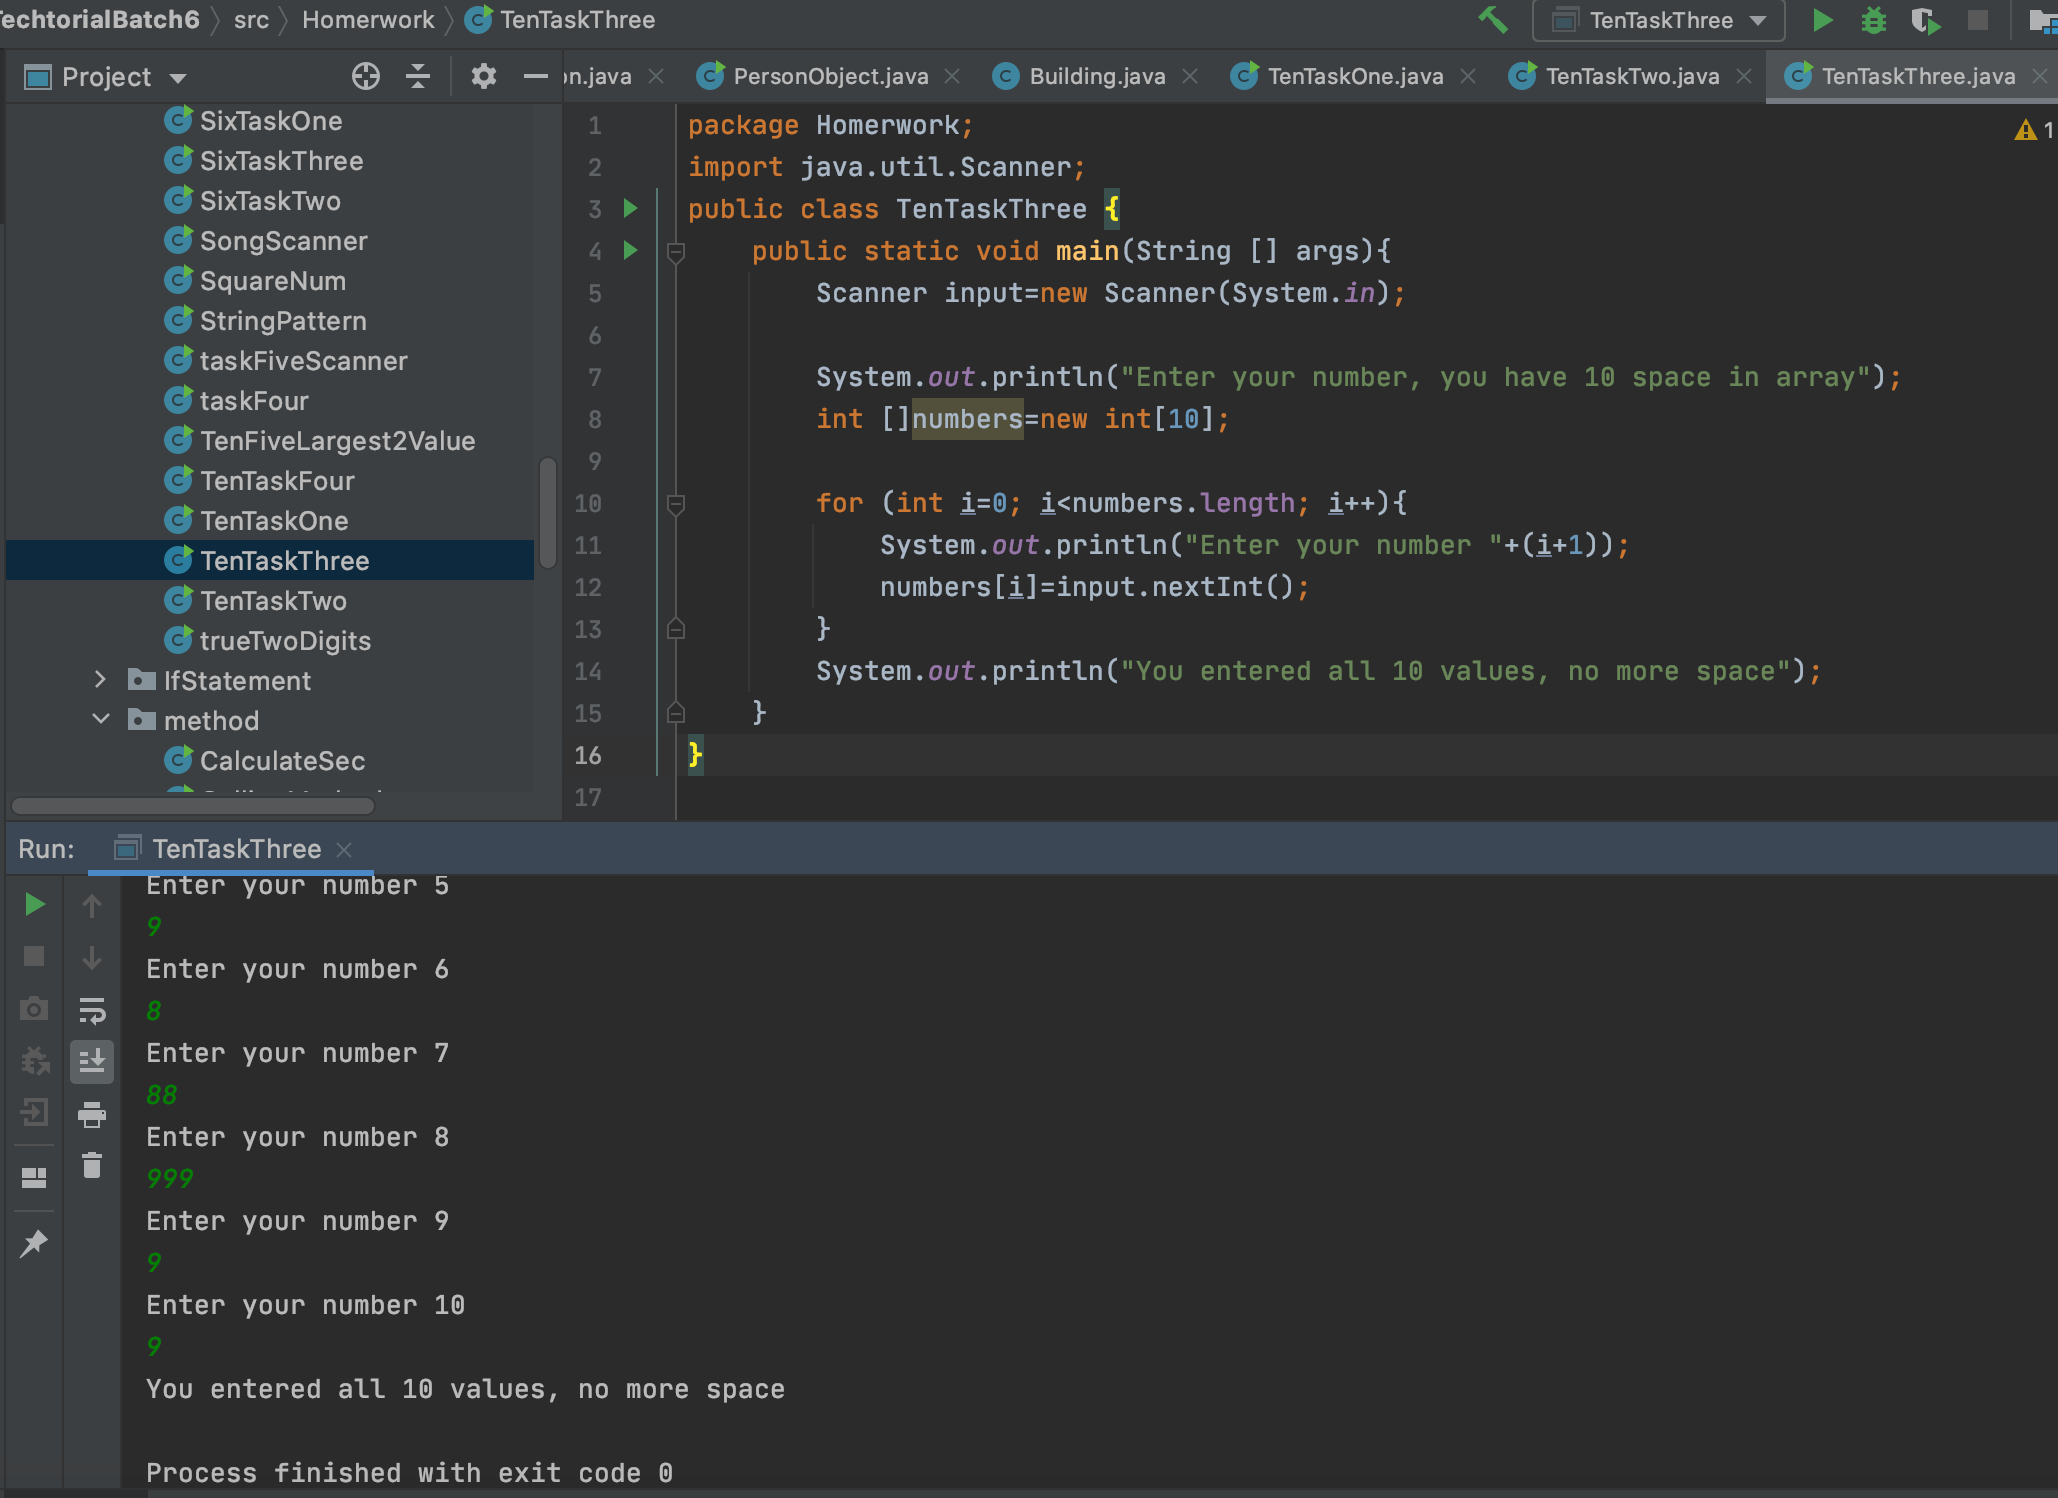 TechtorialBatch6 src Homerwork TenTaskThree TenTaskThree
Project on.java PersonObject.java Building.java TenTaskOne.java TenTaskTwo.java TenTaskThree.java
SixTaskOne
SixTaskThree
SixTaskTwo
SongScanner
SquareNum
StringPattern
taskFiveScanner
taskFour
TenFiveLargest2Value
TenTaskFour
TenTaskOne
TenTaskThree
TenTaskTwo
trueTwoDigits
IfStatement
method
CalculateSec
1 package Homerwork; 1
2 import java.util.Scanner;
3 public class TenTaskThree {
4 public static void main(String [] args){
5 Scanner input=new Scanner(System.in);
6
7 System.out.println("Enter your number, you have 10 space in array");
8 int []numbers=new int[10];
9
10 for (int i=0; i<numbers.length; i++){
11 System.out.println("Enter your number "+(i+1));
12 numbers[i]=input.nextInt();
13 }
14 System.out.println("You entered all 10 values, no more space");
15 }
16 }
17
Run: TenTaskThree
Enter your number 5
9
Enter your number 6
8
Enter your number 7
88
Enter your number 8
999
Enter your number 9
9
Enter your number 10
9
You entered all 10 values, no more space
Process finished with exit code 0